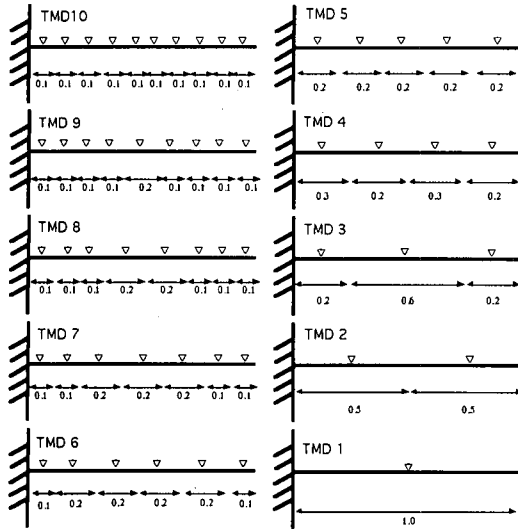 TMD10
0.1 0.1 0.1 0.1 0.1 0.1 0.1 0.1 0.1 0.1
TMD 9
0.1 0.1 0.1 0.1 0.2 0.1 0.1 0.1 0.1
TMD 8
0.1 0.1 0.1 0.2 0.2 0.1 0.1 0.1
TMD 7
0.1 0.1 0.2 0.2 0.2 0.1 0.1
TMD 6
0.1 0.2 0.2 0.2 0.2 0.1
TMD 5
0.2 0.2 0.2 0.2 0.2
TMD 4
0.3 0.2 0.3 0.2
TMD 3
0.2 0.6 0.2
TMD 2
0.5 0.5
TMD 1
1.0